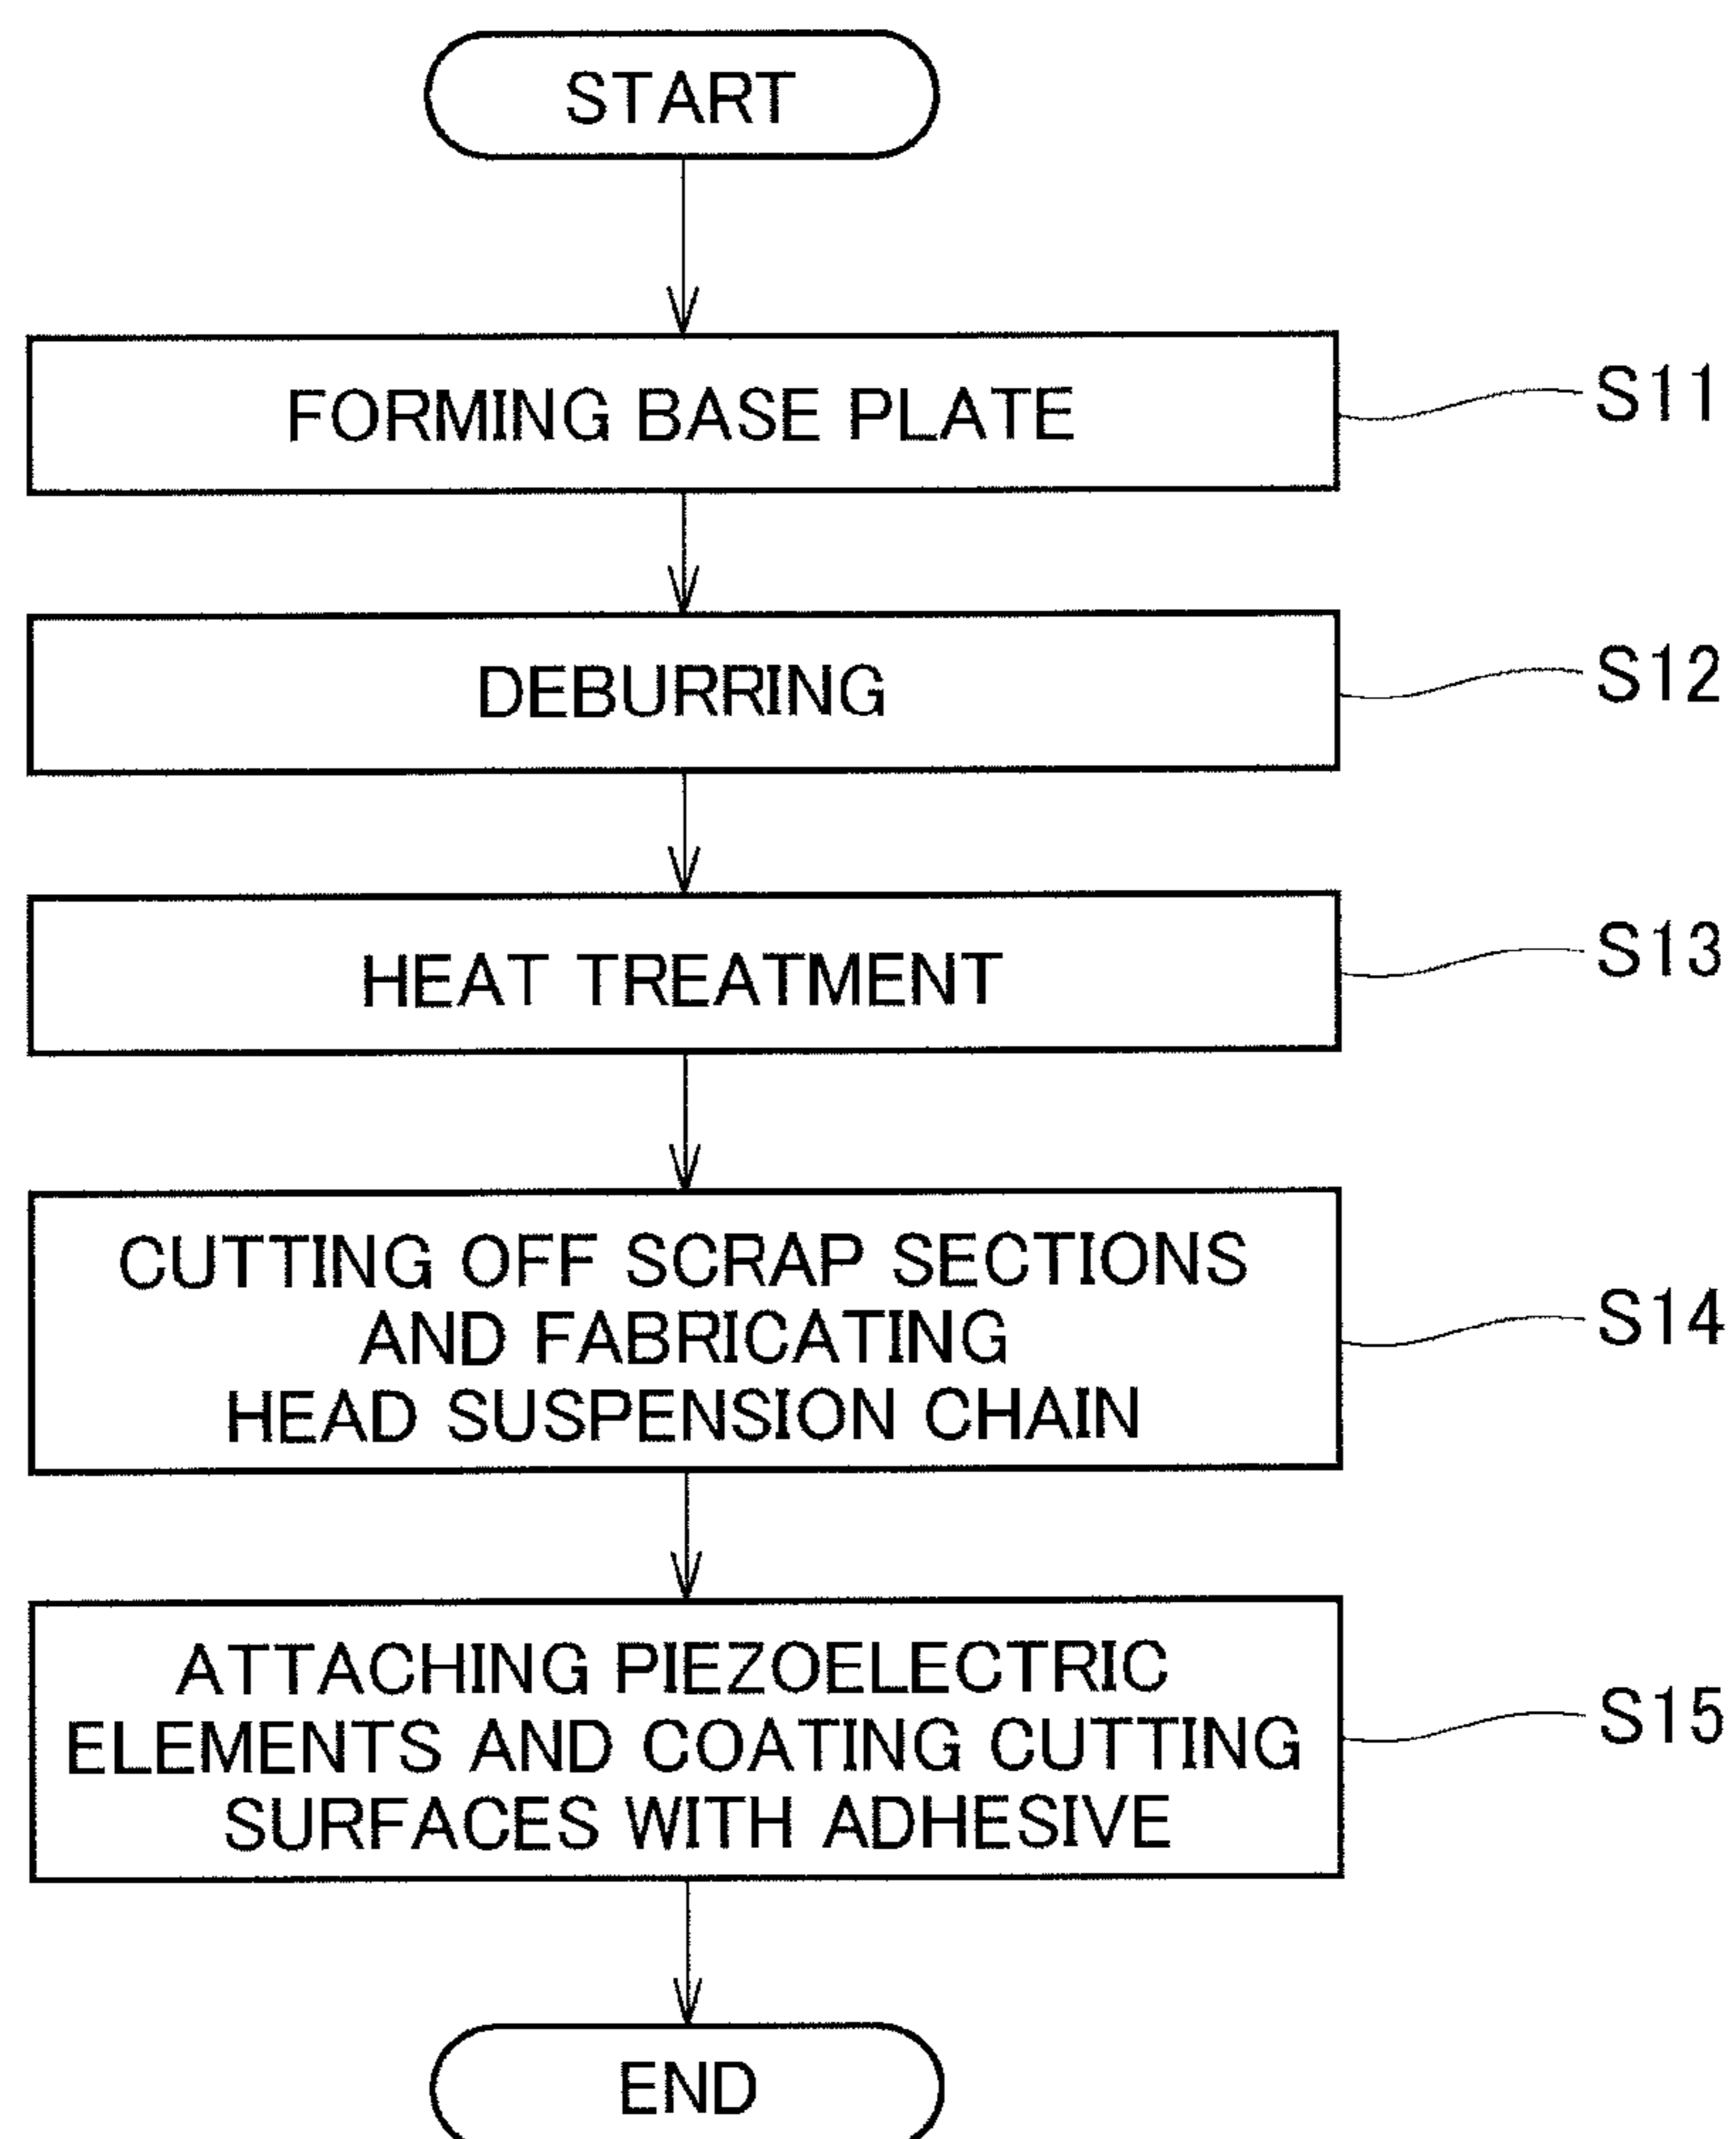 START
FORMING BASE PLATE
S11
DEBURRING
S12
HEAT TREATMENT
S13
CUTTING OFF SCRAP SECTIONS
AND FABRICATING
HEAD SUSPENSION CHAIN
S14
ATTACHING PIEZOELECTRIC
ELEMENTS AND COATING CUTTING
SURFACES WITH ADHESIVE
S15
END